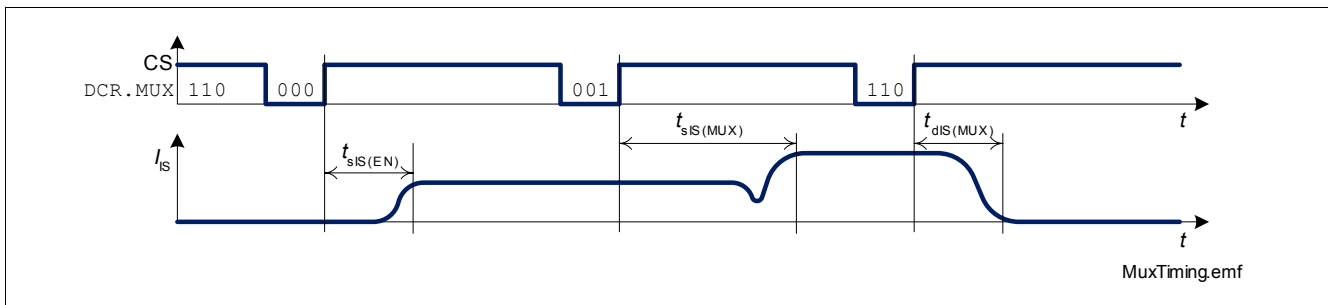 CS
DCR.MUX 110 000 001 110
t
tsIS(EN) tsIS(MUX) tdIS(MUX)
IIS
t
MuxTiming.emf